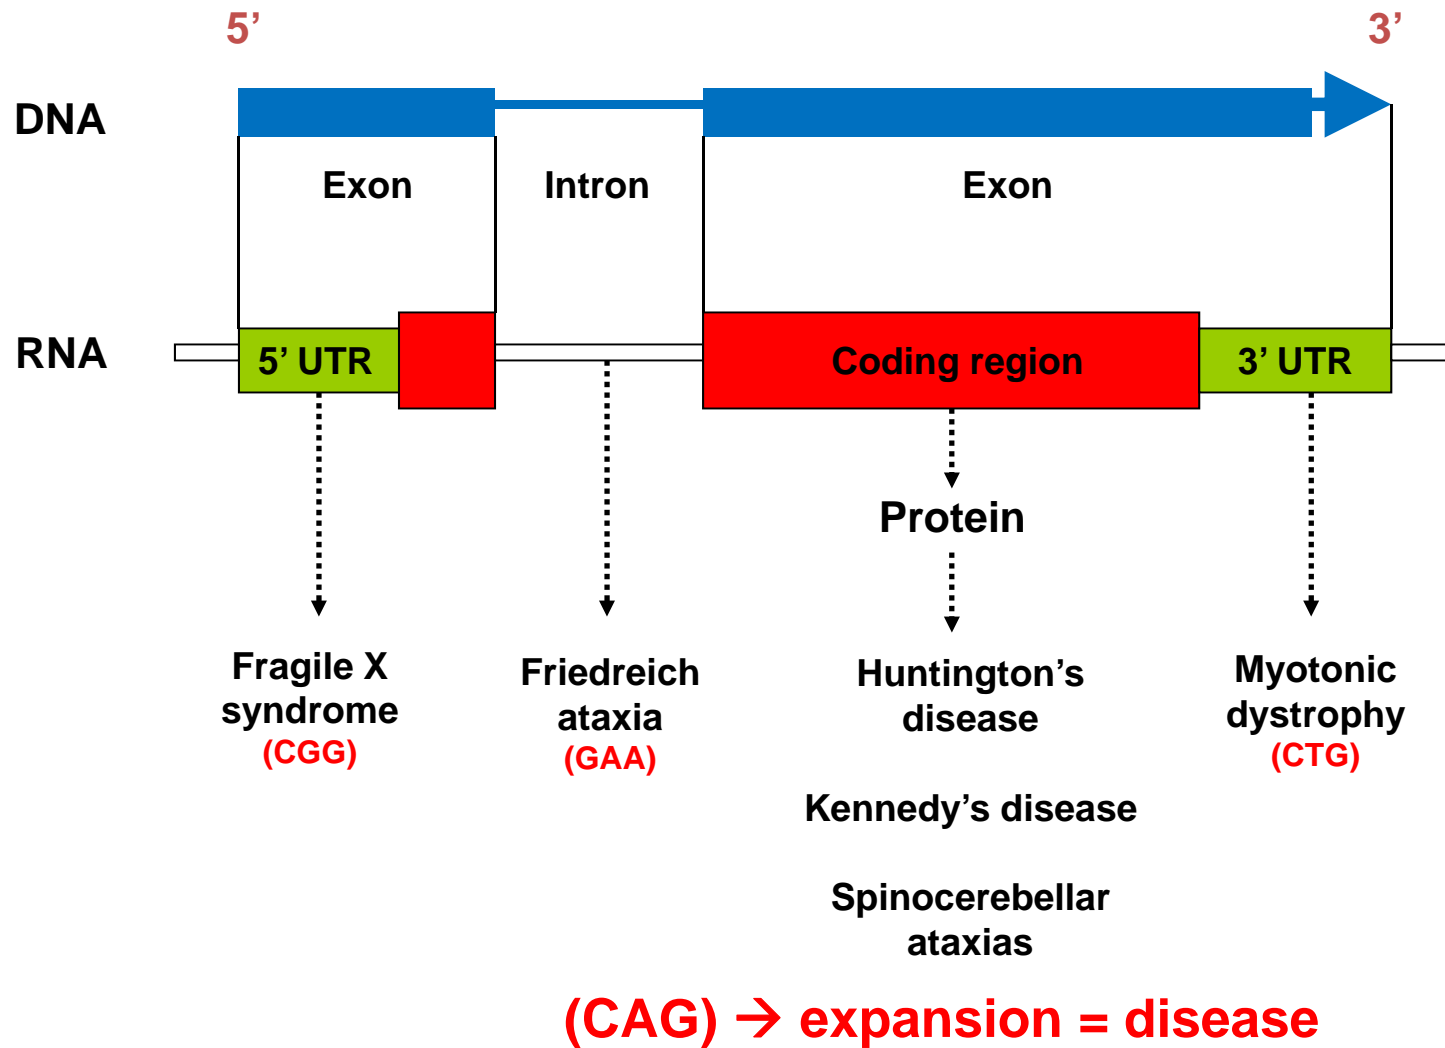 5’
3’
DNA
Exon
Intron
Exon
RNA
5’ UTR
Coding region
3’ UTR
Protein
Fragile X
syndrome
(CGG)
Friedreich
ataxia
(GAA)
Huntington’s
disease
Myotonic
dystrophy
(CTG)
Kennedy’s disease
Spinocerebellar
ataxias
(CAG) → expansion = disease